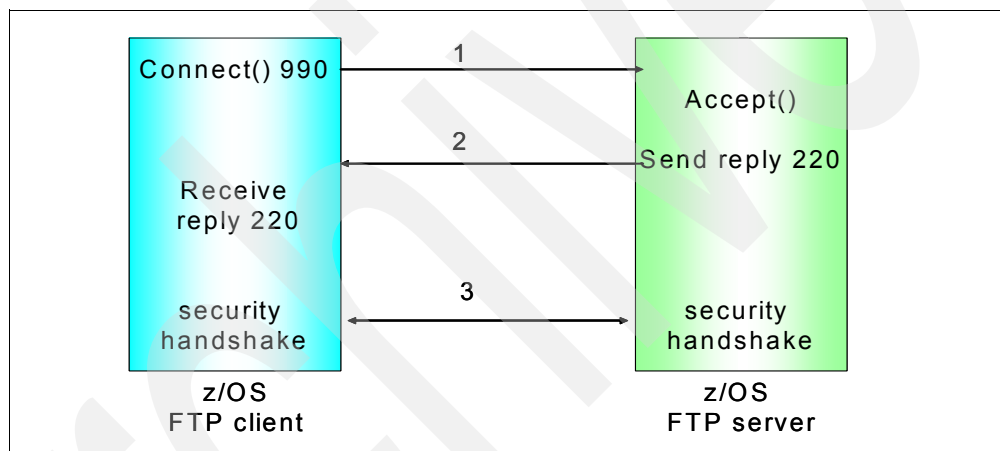 Connect() 990
1
Accept()
2
Send reply 220
Receive
reply 220
3
security
handshake
security
handshake
z/OS
FTP client
z/OS
FTP server